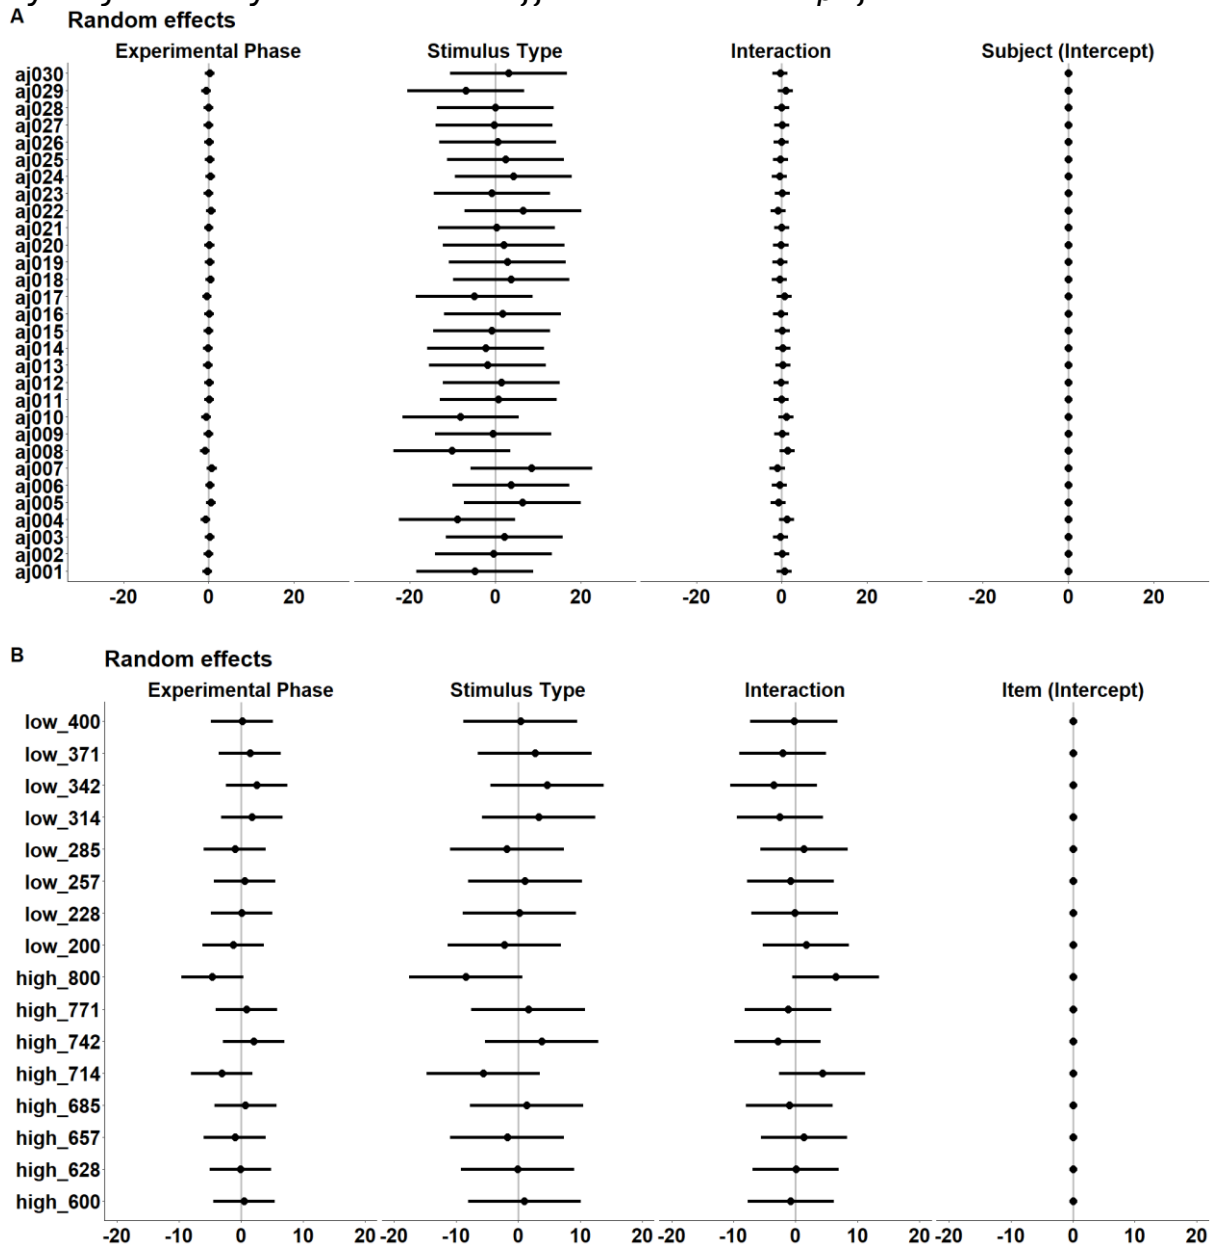 A
Random effects
Experimental Phase Stimulus Type Interaction Subject (Intercept)
aj030
aj029
aj028
aj027
aj026
aj025
aj024
aj023
aj022
aj021
aj020
aj019
aj018
aj017
aj016
aj015
aj014
aj013
aj012
aj011
aj010
aj009
aj008
aj007
aj006
aj005
aj004
aj003
aj002
aj001
-20 0 20 -20 0 20 -20 0 20 -20 0 20
B
Random effects
Experimental Phase Stimulus Type Interaction Item (Intercept)
low_400
low_371
low_342
low_314
low_285
low_257
low_228
low_200
high_800
high_771
high_742
high_714
high_685
high_657
high_628
high_600
-20 -10 0 10 20 -20 -10 0 10 20 -20 -10 0 10 20 -20 -10 0 10 20